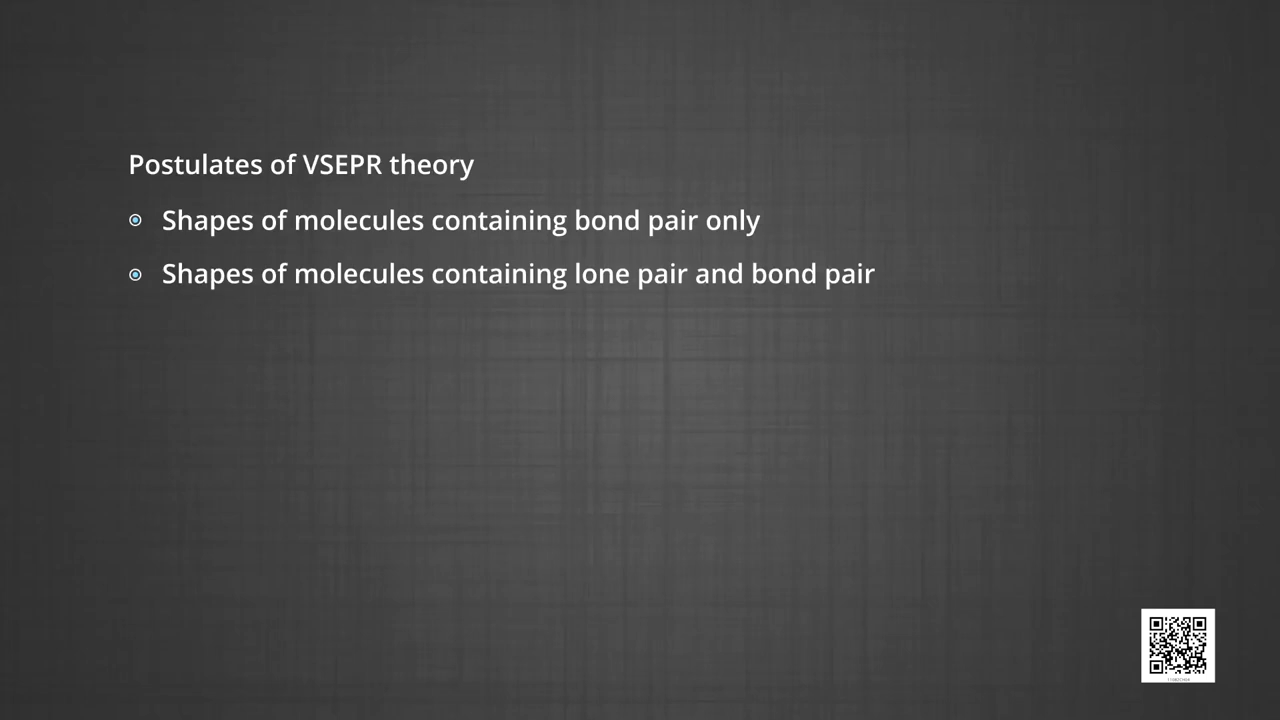 Postulates of VSEPR theory
Shapes of molecules containing bond pair only
Shapes of molecules containing lone pair and bond pair